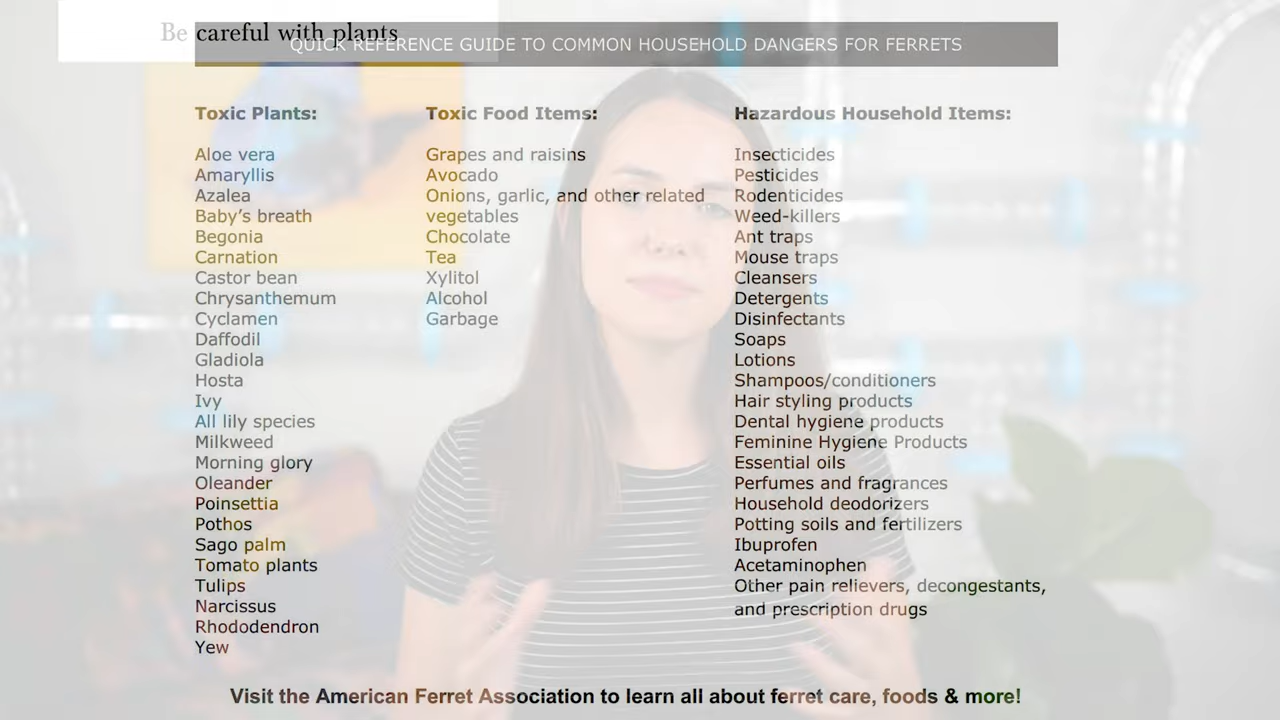 Be careful with plants
QUICK REFERENCE GUIDE TO COMMON HOUSEHOLD DANGERS FOR FERRETS
Toxic Plants:
Aloe vera
Amaryllis
Azalea
Baby’s breath
Begonia
Carnation
Castor bean
Chrysanthemum
Cyclamen
Daffodil
Gladiola
Hosta
Ivy
All lily species
Milkweed
Morning glory
Oleander
Poinsettia
Pothos
Sago palm
Tomato plants
Tulips
Narcissus
Rhododendron
Yew
Toxic Food Items:
Grapes and raisins
Avocado
Onions, garlic, and other related
vegetables
Chocolate
Tea
Xylitol
Alcohol
Garbage
Hazardous Household Items:
Insecticides
Pesticides
Rodenticides
Weed-killers
Ant traps
Mouse traps
Cleansers
Detergents
Disinfectants
Soaps
Lotions
Shampoos/conditioners
Hair styling products
Dental hygiene products
Feminine Hygiene Products
Essential oils
Perfumes and fragrances
Household deodorizers
Potting soils and fertilizers
Ibuprofen
Acetaminophen
Other pain relievers, decongestants,
and prescription drugs
Visit the American Ferret Association to learn all about ferret care, foods & more!